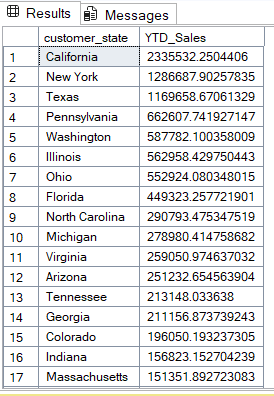 Results Messages
customer_state YTD_Sales
1 California 2335532.2504406
2 New York 1286687.90257835
3 Texas 1169658.67061329
4 Pennsylvania 662607.741927147
5 Washington 587782.100358009
6 Illinois 562958.429750443
7 Ohio 552924.080348015
8 Florida 449323.257721901
9 North Carolina 290793.475347519
10 Michigan 278980.414758682
11 Virginia 259050.974637032
12 Arizona 251232.654563904
13 Tennessee 213148.033638
14 Georgia 211156.873739243
15 Colorado 196050.193237305
16 Indiana 156823.152704239
17 Massachusetts 151351.892723083